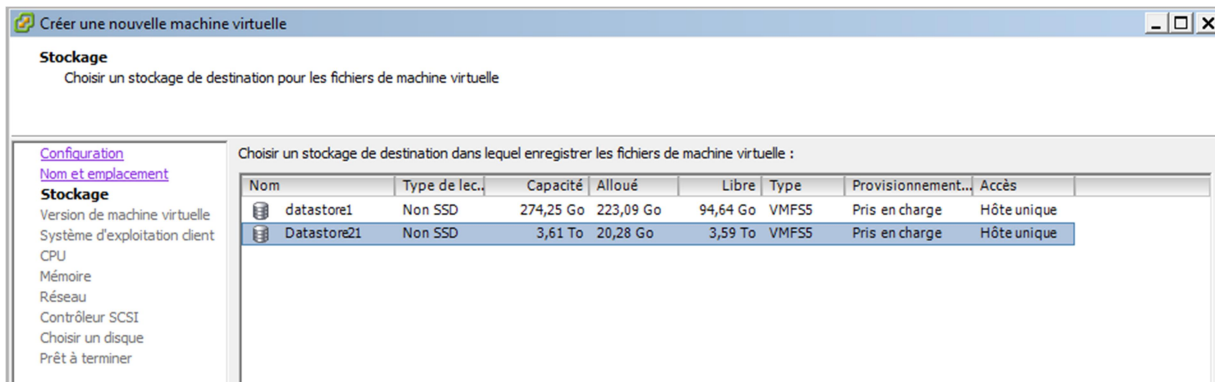 Créer une nouvelle machine virtuelle
Stockage
Choisir un stockage de destination pour les fichiers de machine virtuelle
Configuration
Nom et emplacement
Stockage
Version de machine virtuelle
Système d'exploitation client
CPU
Mémoire
Réseau
Contrôleur SCSI
Choisir un disque
Prêt à terminer
Choisir un stockage de destination dans lequel enregistrer les fichiers de machine virtuelle :
Nom Type de lec.. Capacité Alloué Libre Type Provisionnement... Accès
datastore1 Non SSD 274,25 Go 223,09 Go 94,64 Go VMFS5 Pris en charge Hôte unique
Datastore21 Non SSD 3,61 To 20,28 Go 3,59 To VMFS5 Pris en charge Hôte unique